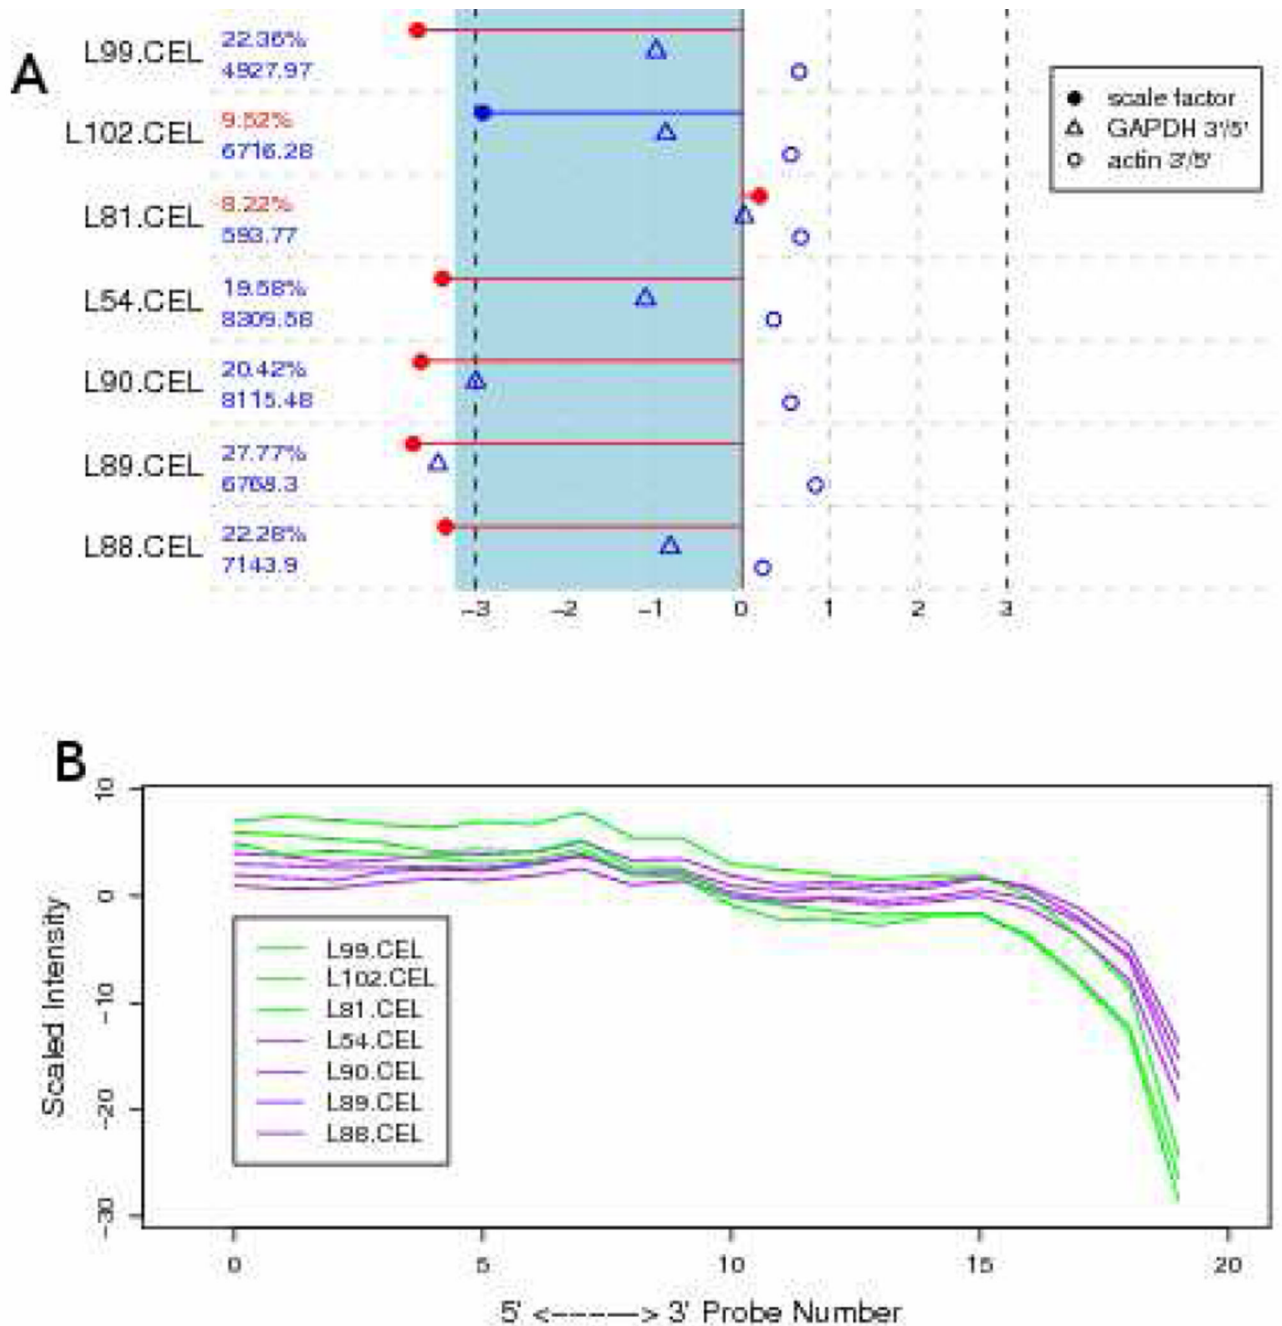 A
L99.CEL
22.36%
4927.97
L102.CEL
9.52%
6716.28
L81.CEL
8.22%
593.77
L54.CEL
19.58%
8309.58
L90.CEL
20.42%
8115.48
L89.CEL
27.77%
6768.3
L88.CEL
22.28%
7143.9
scale factor
GAPDH 3'/5'
actin 3'/5'
-3 -2 -1 0 1 2 3
B
Scaled Intensity
10
0
-10
-20
-30
L99.CEL
L102.CEL
L81.CEL
L54.CEL
L90.CEL
L89.CEL
L88.CEL
0 5 10 15 20
5' <-----> 3' Probe Number